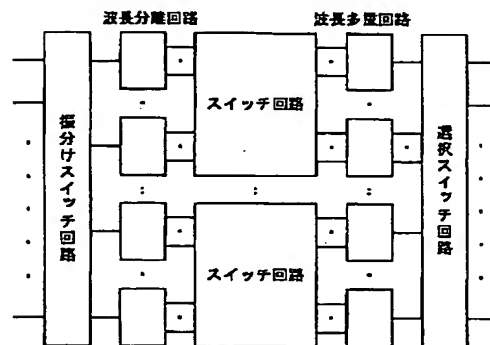 波長分離回路
波長多重回路
振分けスイッチ回路
スイッチ回路
スイッチ回路
選択スイッチ回路